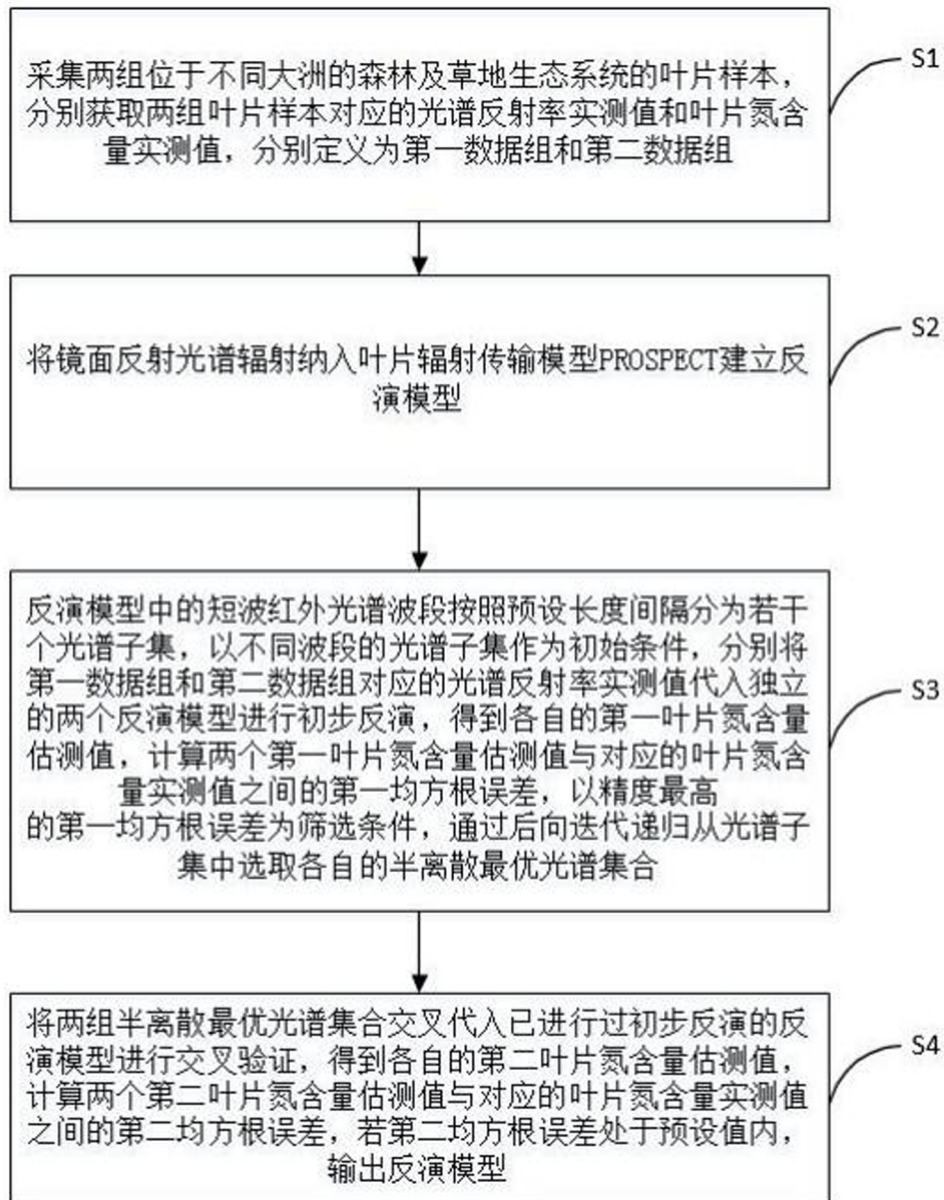 采集两组位于不同大洲的森林及草地生态系统的叶片样本，
分别获取两组叶片样本对应的光谱反射率实测值和叶片氮含
量实测值，分别定义为第一数据组和第二数据组
S1
将镜面反射光谱辐射纳入叶片辐射传输模型PROSPECT建立反
演模型
S2
反演模型中的短波红外光谱波段按照预设长度间隔分为若干
个光谱子集，以不同波段的光谱子集作为初始条件，分别将
第一数据组和第二数据组对应的光谱反射率实测值代入独立
的两个反演模型进行初步反演，得到各自的第一叶片氮含量
估测值，计算两个第一叶片氮含量估测值与对应的叶片氮含
量实测值之间的第一均方根误差，以精度最高
的第一均方根误差为筛选条件，通过后向迭代递归从光谱子
集中选取各自的半离散最优光谱集合
S3
将两组半离散最优光谱集合交叉代入已进行过初步反演的反
演模型进行交叉验证，得到各自的第二叶片氮含量估测值，
计算两个第二叶片氮含量估测值与对应的叶片氮含量实测值
之间的第二均方根误差，若第二均方根误差处于预设值内，
输出反演模型
S4